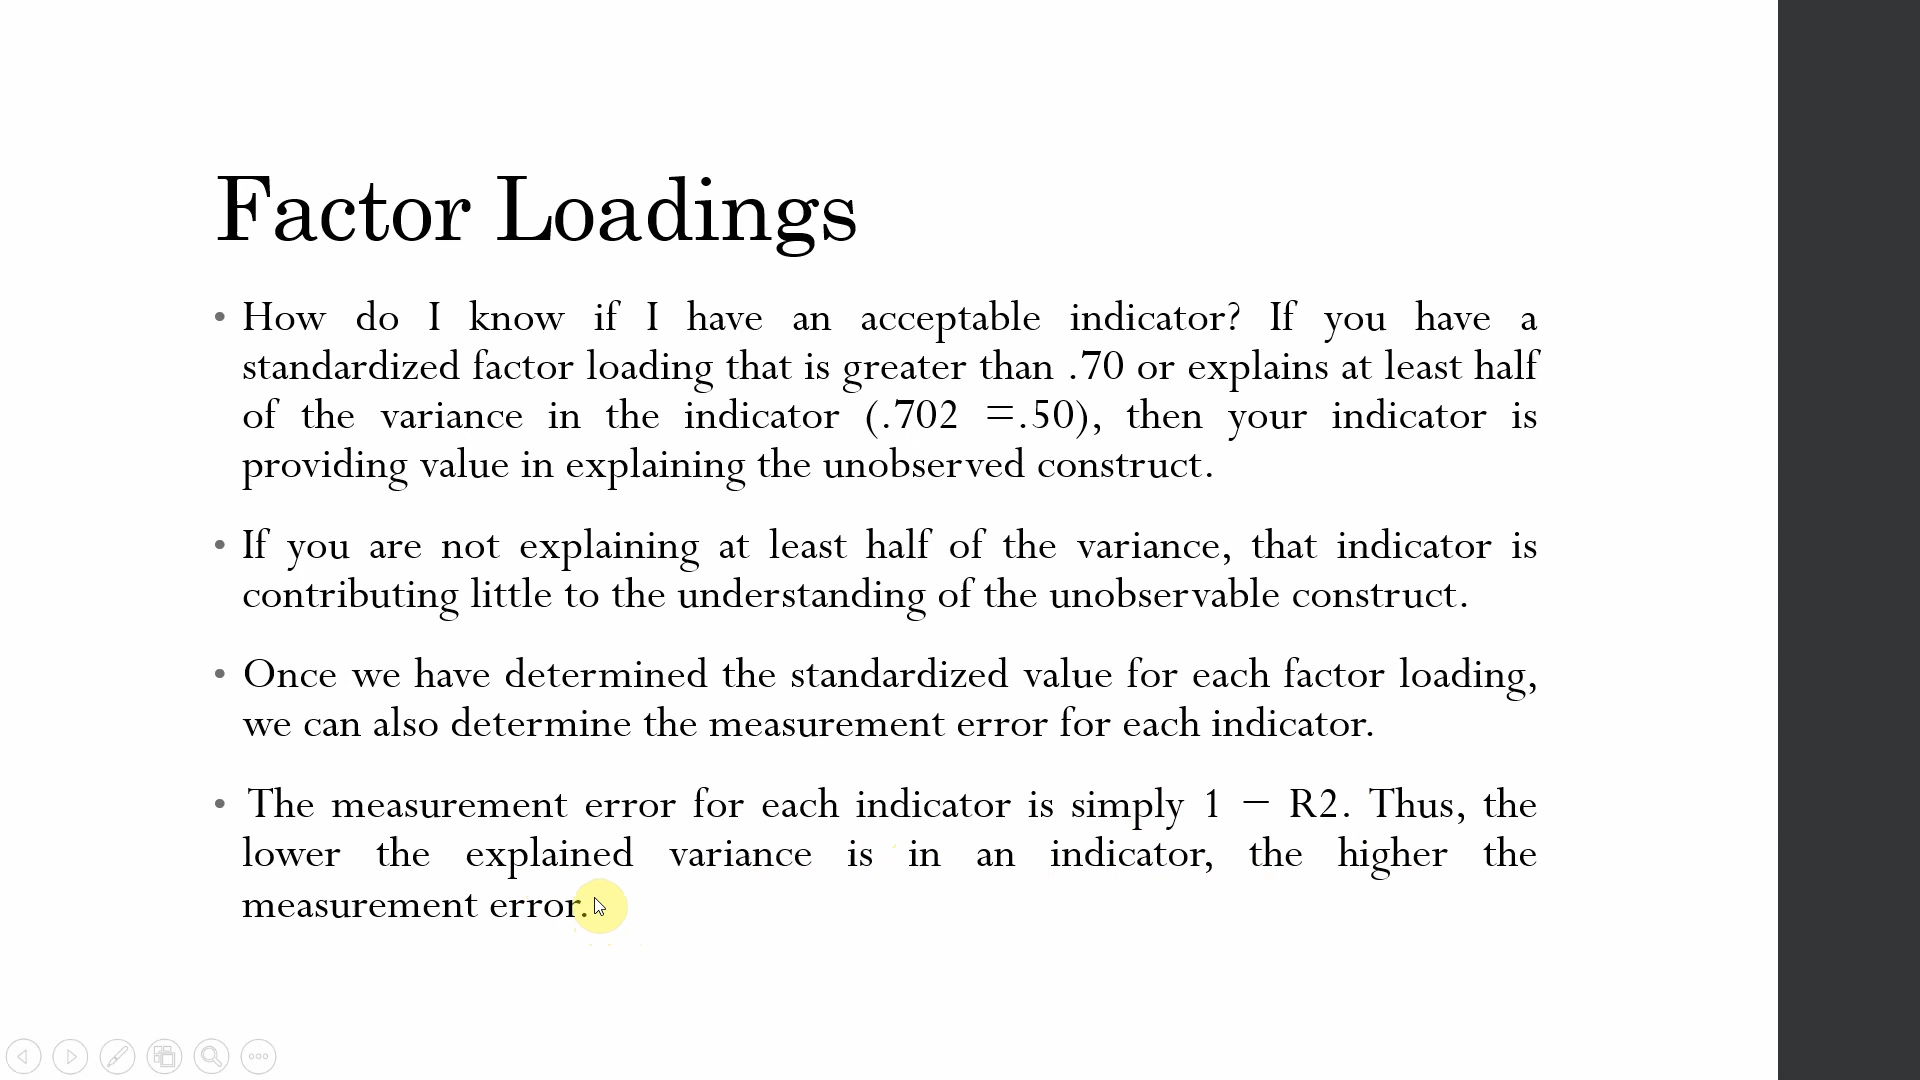 Factor Loadings
• How do I know if I have an acceptable indicator? If you have a
standardized factor loading that is greater than .70 or explains at least half
of the variance in the indicator (.702 =.50), then your indicator is
providing value in explaining the unobserved construct.
• If you are not explaining at least half of the variance, that indicator is
contributing little to the understanding of the unobservable construct.
• Once we have determined the standardized value for each factor loading,
we can also determine the measurement error for each indicator.
• The measurement error for each indicator is simply 1 − R2. Thus, the
lower the explained variance is in an indicator, the higher the
measurement error.